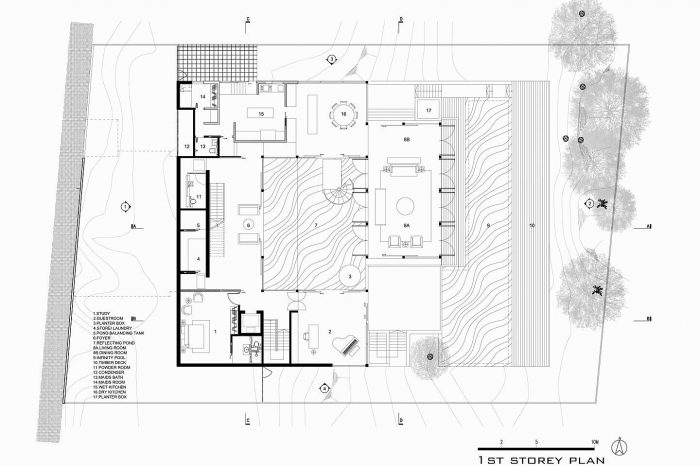 C
D
14
15
16
17
12
12
8B
11
3
1
2
8A
8A
A
5
6
7
8A
9
10
4
3
8B
B
1
2
4
C
D
1.STUDY
2.GUESTROOM
3.PLANTER BOX
4.STORE/ LAUNDRY
5.POND BALANCING TANK
6.FOYER
7.REFLECTING POND
8A.LIVING ROOM
8B.DINING ROOM
9.INFINITY POOL
10.TIMBER DECK
11.POWDER ROOM
12.CONDENSER
13.MAIDS BATH
14.MAIDS ROOM
15.WET KITCHEN
16.DRY KITCHEN
17.PLANTER BOX
2 5 10M
1ST STOREY PLAN